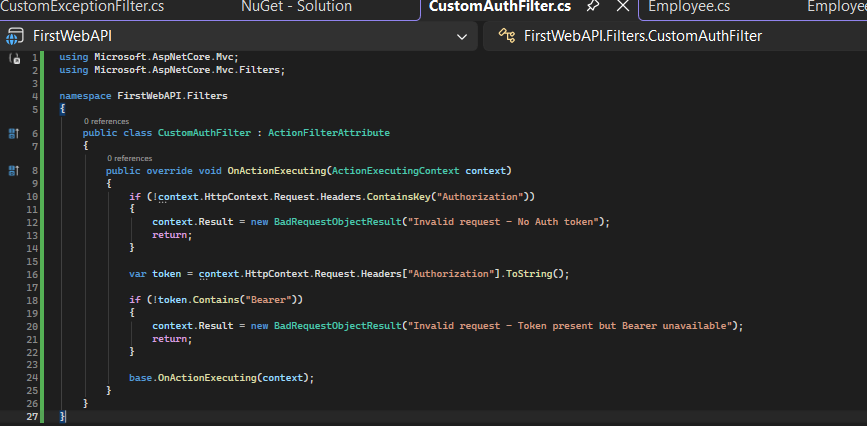 CustomExceptionFilter.cs NuGet - Solution CustomAuthFilter.cs Employee.cs Employee
FirstWebAPI FirstWebAPI.Filters.CustomAuthFilter
1 using Microsoft.AspNetCore.Mvc;
2 using Microsoft.AspNetCore.Mvc.Filters;
3
4 namespace FirstWebAPI.Filters
5 {
0 references
6 public class CustomAuthFilter : ActionFilterAttribute
7 {
0 references
8 public override void OnActionExecuting(ActionExecutingContext context)
9 {
10 if (!context.HttpContext.Request.Headers.ContainsKey("Authorization"))
11 {
12 context.Result = new BadRequestObjectResult("Invalid request - No Auth token");
13 return;
14 }
15
16 var token = context.HttpContext.Request.Headers["Authorization"].ToString();
17
18 if (!token.Contains("Bearer"))
19 {
20 context.Result = new BadRequestObjectResult("Invalid request - Token present but Bearer unavailable");
21 return;
22 }
23
24 base.OnActionExecuting(context);
25 }
26 }
27 }